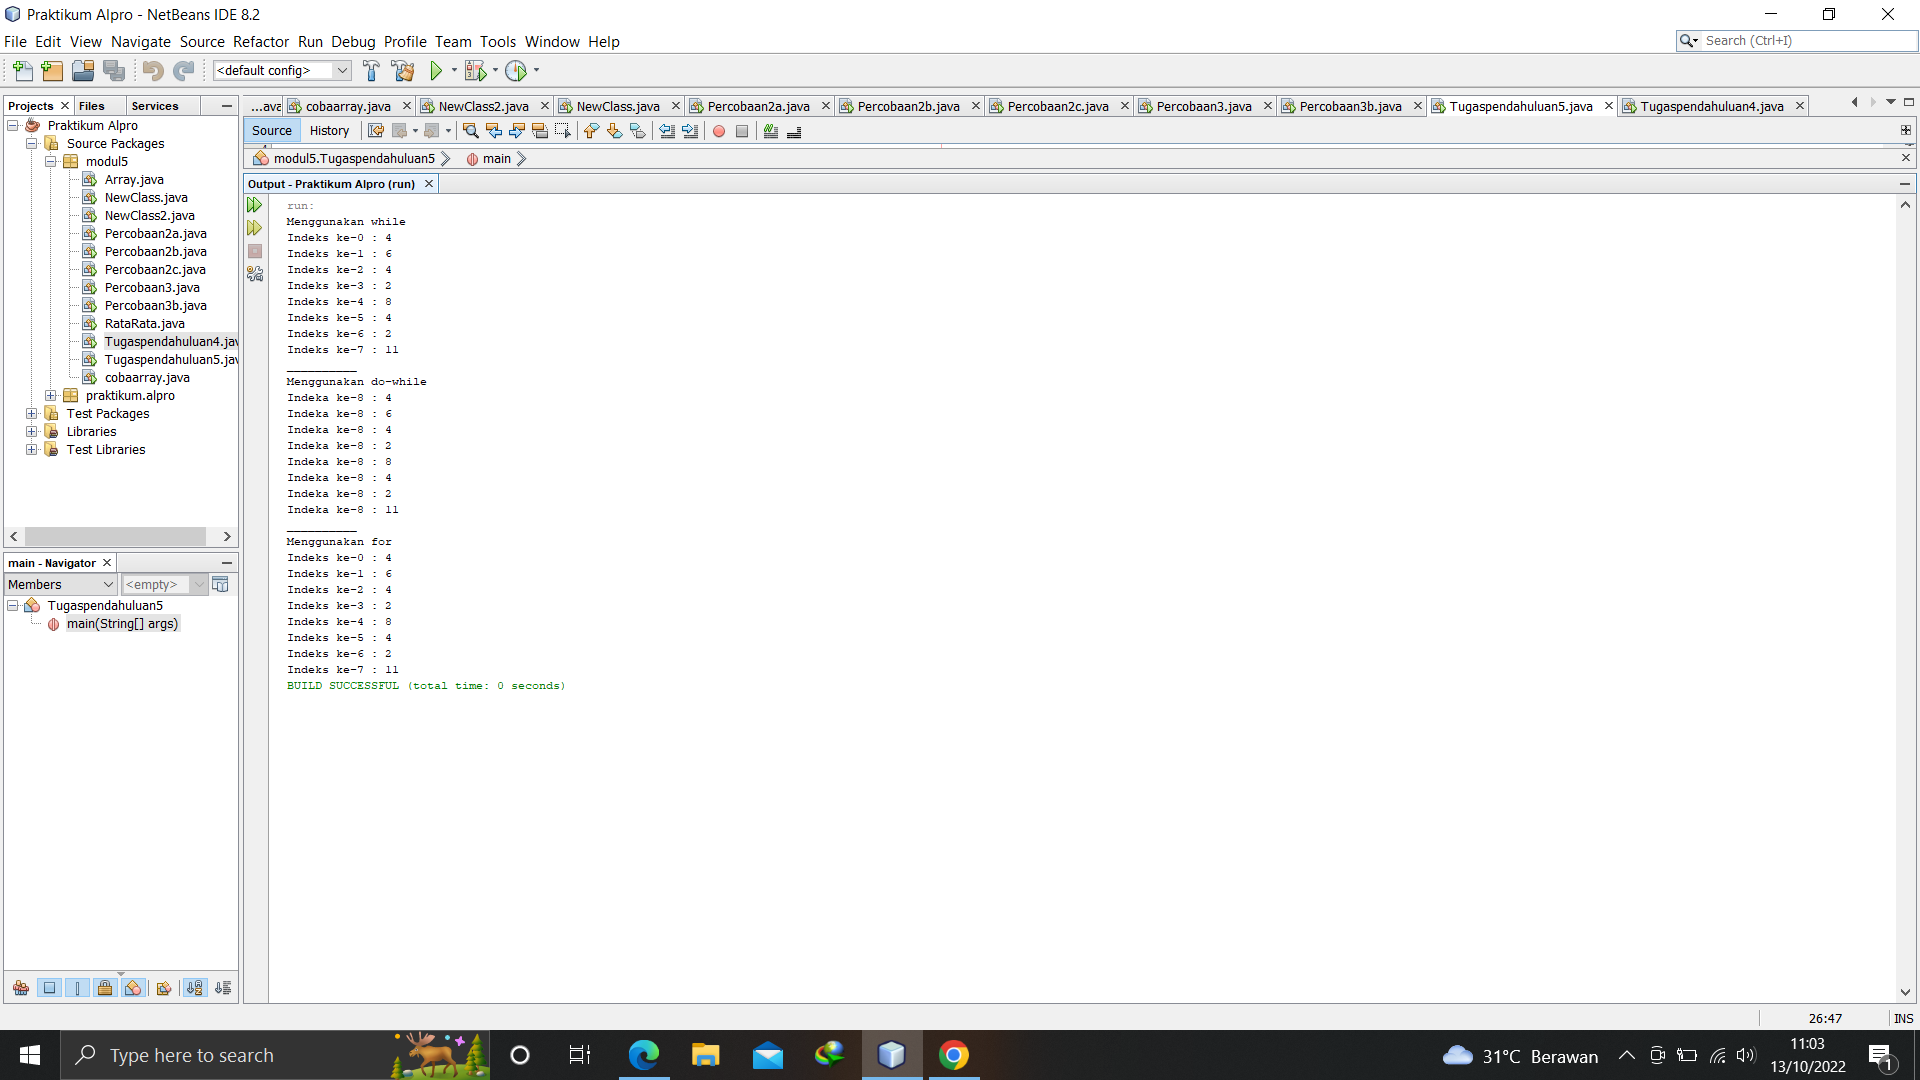 Praktikum Alpro - NetBeans IDE 8.2
File Edit View Navigate Source Refactor Run Debug Profile Team Tools Window Help
Search (Ctrl+I)
<default config>
Projects Files Services
Praktikum Alpro
Source Packages
modul5
Array.java
NewClass.java
NewClass2.java
Percobaan2a.java
Percobaan2b.java
Percobaan2c.java
Percobaan3.java
Percobaan3b.java
RataRata.java
Tugaspendahuluan4.jav
Tugaspendahuluan5.jav
cobaarray.java
praktikum.alpro
Test Packages
Libraries
Test Libraries
main - Navigator
Members <empty>
Tugaspendahuluan5
main(String[] args)
...ava cobaarray.java NewClass2.java NewClass.java Percobaan2a.java Percobaan2b.java Percobaan2c.java Percobaan3.java Percobaan3b.java Tugaspendahuluan5.java Tugaspendahuluan4.java
Source History
modul5.Tugaspendahuluan5 main
Output - Praktikum Alpro (run)
run:
Menggunakan while
Indeks ke-0 : 4
Indeks ke-1 : 6
Indeks ke-2 : 4
Indeks ke-3 : 2
Indeks ke-4 : 8
Indeks ke-5 : 4
Indeks ke-6 : 2
Indeks ke-7 : 11
__________
Menggunakan do-while
Indeka ke-8 : 4
Indeka ke-8 : 6
Indeka ke-8 : 4
Indeka ke-8 : 2
Indeka ke-8 : 8
Indeka ke-8 : 4
Indeka ke-8 : 2
Indeka ke-8 : 11
__________
Menggunakan for
Indeks ke-0 : 4
Indeks ke-1 : 6
Indeks ke-2 : 4
Indeks ke-3 : 2
Indeks ke-4 : 8
Indeks ke-5 : 4
Indeks ke-6 : 2
Indeks ke-7 : 11
BUILD SUCCESSFUL (total time: 0 seconds)
26:47 INS
Type here to search
31°C Berawan
11:03
13/10/2022
1